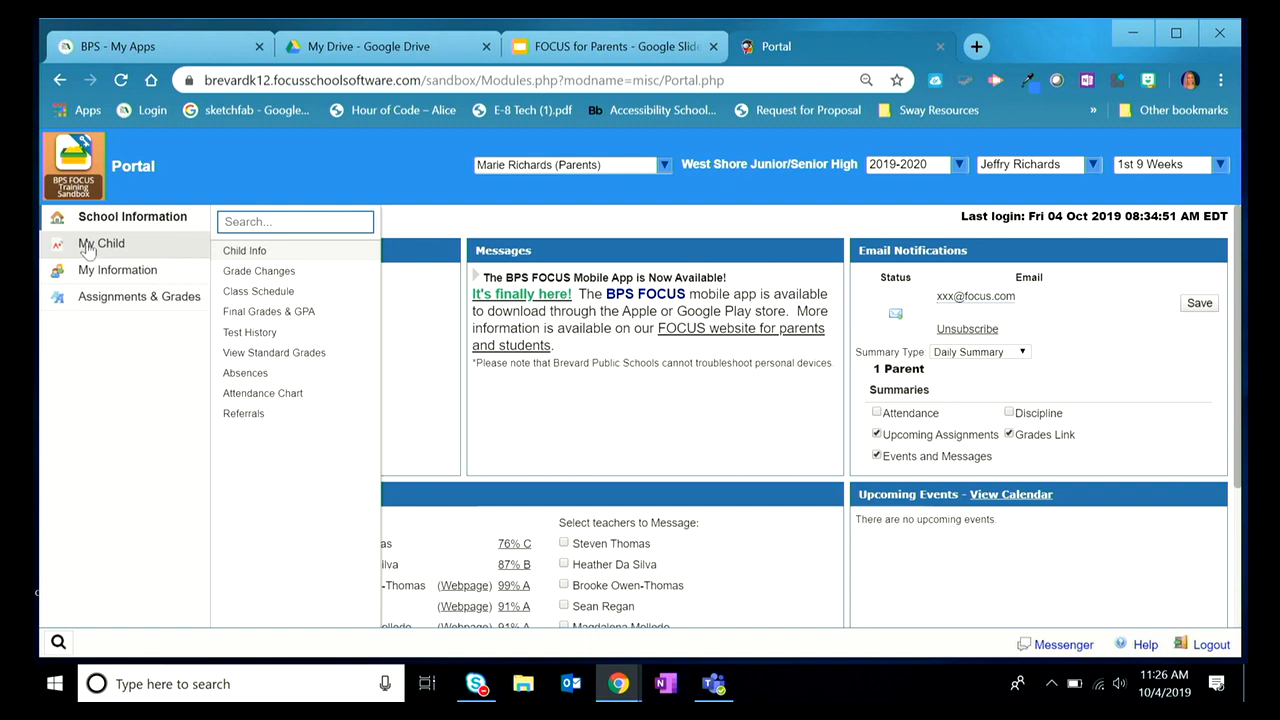 BPS - My Apps
My Drive - Google Drive
FOCUS for Parents - Google Slide
Portal
brevardk12.focusschoolsoftware.com/sandbox/Modules.php?modname=misc/Portal.php
Apps
Login
sketchfab - Google...
Hour of Code – Alice
E-8 Tech (1).pdf
Bb Accessibility School...
Request for Proposal
Sway Resources
»
Other bookmarks
BPS FOCUS
Training
Sandbox
Portal
Marie Richards (Parents)
West Shore Junior/Senior High
2019-2020
Jeffry Richards
1st 9 Weeks
School Information
My Child
My Information
Assignments & Grades
Search...
Child Info
Grade Changes
Class Schedule
Final Grades & GPA
Test History
View Standard Grades
Absences
Attendance Chart
Referrals
Last login: Fri 04 Oct 2019 08:34:51 AM EDT
Messages
The BPS FOCUS Mobile App is Now Available!
It's finally here! The BPS FOCUS mobile app is available
to download through the Apple or Google Play store. More
information is available on our FOCUS website for parents
and students.
*Please note that Brevard Public Schools cannot troubleshoot personal devices
Email Notifications
Status
Email
xxx@focus.com
Save
Unsubscribe
Summary Type: Daily Summary
1 Parent
Summaries
Attendance
Discipline
Upcoming Assignments
Grades Link
Events and Messages
Upcoming Events - View Calendar
There are no upcoming events.
Select teachers to Message:
as 76% C Steven Thomas
ilva 87% B Heather Da Silva
-Thomas (Webpage) 99% A Brooke Owen-Thomas
(Webpage) 91% A Sean Regan
Mollede (Webpage) 91% A Magdalena Mollede
Messenger
Help
Logout
Type here to search
11:26 AM
10/4/2019